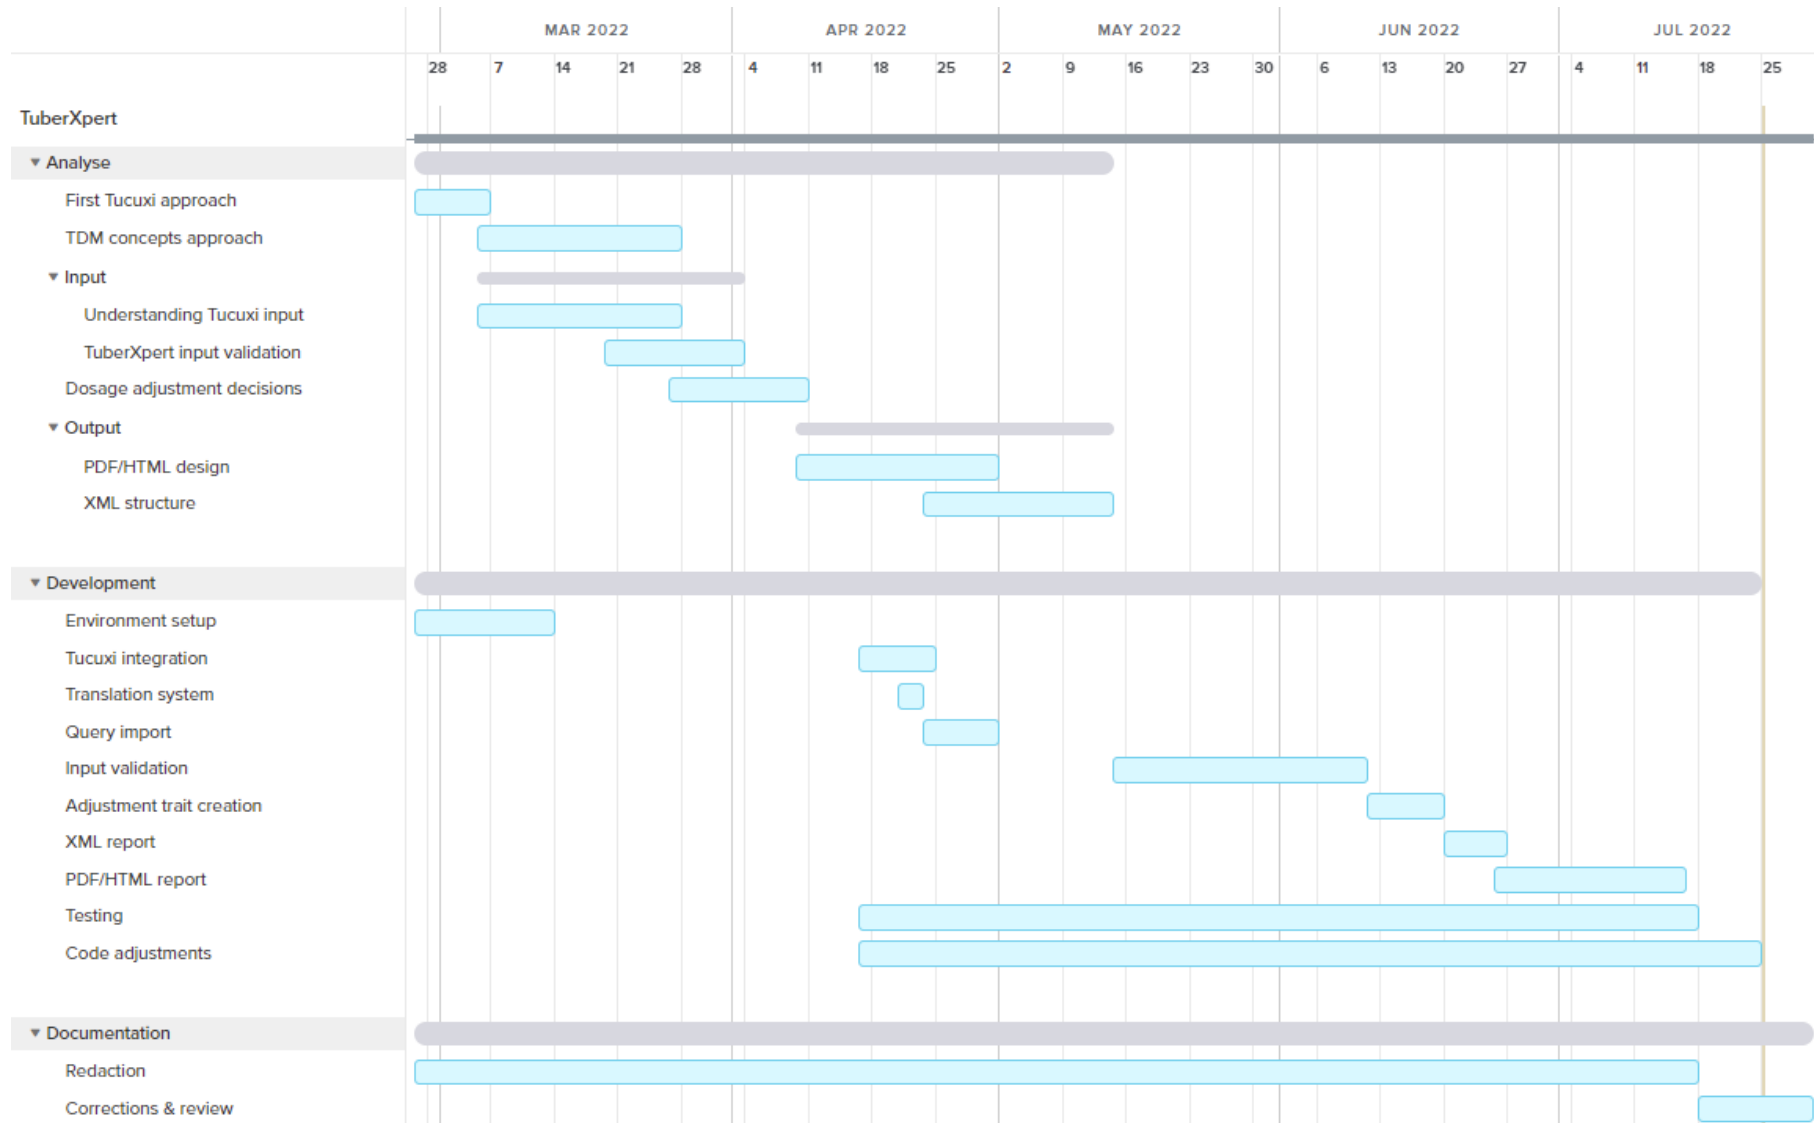 MAR 2022 APR 2022 MAY 2022 JUN 2022 JUL 2022
28 7 14 21 28 4 11 18 25 2 9 16 23 30 6 13 20 27 4 11 18 25
TuberXpert
Analyse
First Tucuxi approach
TDM concepts approach
Input
Understanding Tucuxi input
TuberXpert input validation
Dosage adjustment decisions
Output
PDF/HTML design
XML structure
Development
Environment setup
Tucuxi integration
Translation system
Query import
Input validation
Adjustment trait creation
XML report
PDF/HTML report
Testing
Code adjustments
Documentation
Redaction
Corrections & review